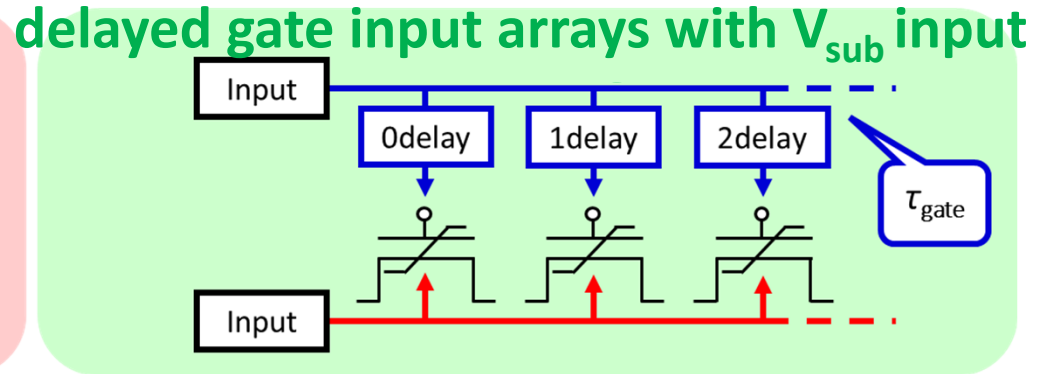 delayed gate input arrays with Vsub input
Input
0delay 1delay 2delay
τgate
Input